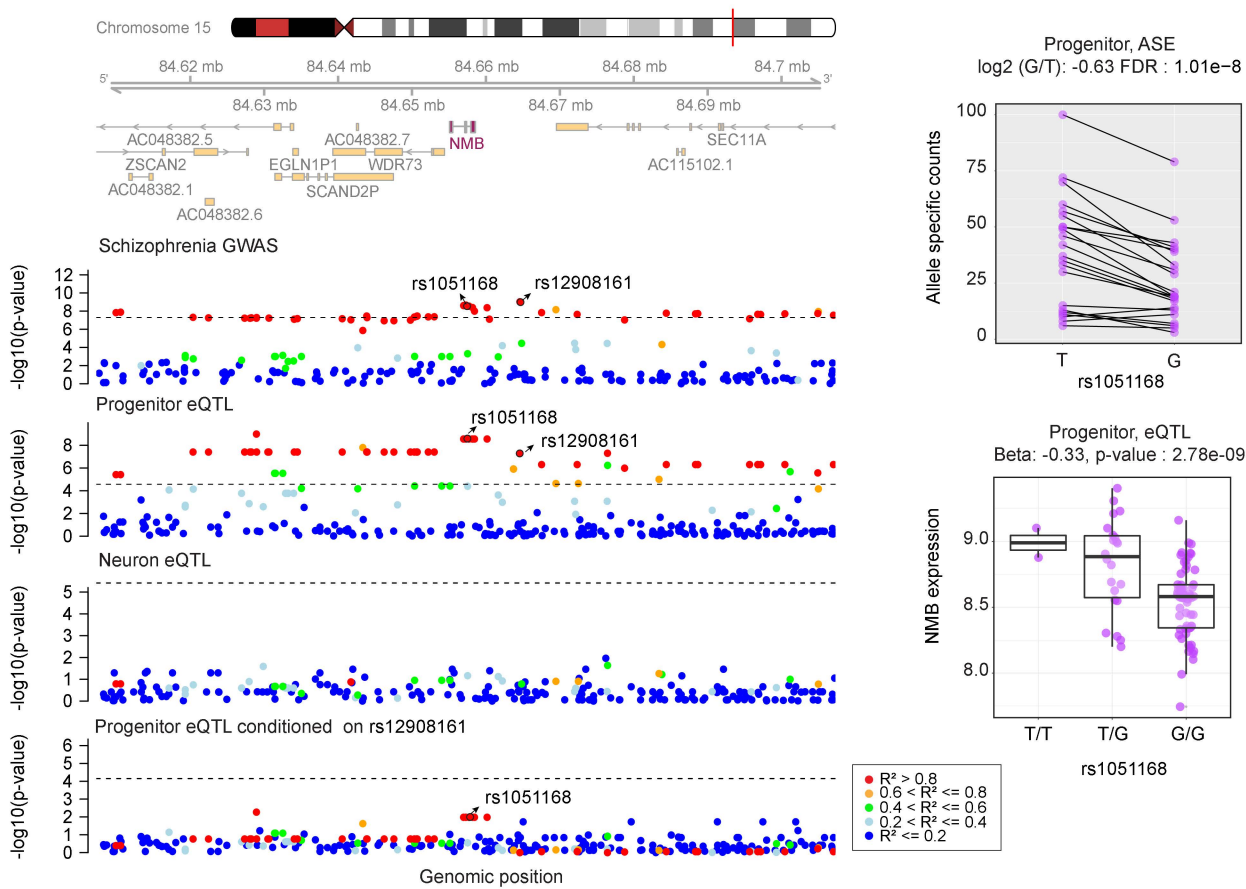 Chromosome 15
84.62 mb 84.64 mb 84.66 mb 84.68 mb 84.7 mb
5' 3'
84.63 mb 84.65 mb 84.67 mb 84.69 mb
AC048382.5 AC048382.7 NMB SEC11A
ZSCAN2 EGLN1P1 WDR73 AC115102.1
AC048382.1 SCAND2P
AC048382.6
Schizophrenia GWAS
-log10(p-value)
12
10
8
6
4
2
0
rs1051168
rs12908161
Progenitor eQTL
-log10(p-value)
8
6
4
2
0
rs1051168
rs12908161
Neuron eQTL
-log10(p-value)
5
4
3
2
1
0
Progenitor eQTL conditioned on rs12908161
-log10(p-value)
6
5
4
3
2
1
0
rs1051168
Genomic position
R² > 0.8
0.6 < R² <= 0.8
0.4 < R² <= 0.6
0.2 < R² <= 0.4
R² <= 0.2
Progenitor, ASE
log2 (G/T): -0.63 FDR : 1.01e−8
Allele specific counts
100
75
50
25
0
T G
rs1051168
Progenitor, eQTL
Beta: -0.33, p-value : 2.78e-09
NMB expression
9.0
8.5
8.0
T/T T/G G/G
rs1051168